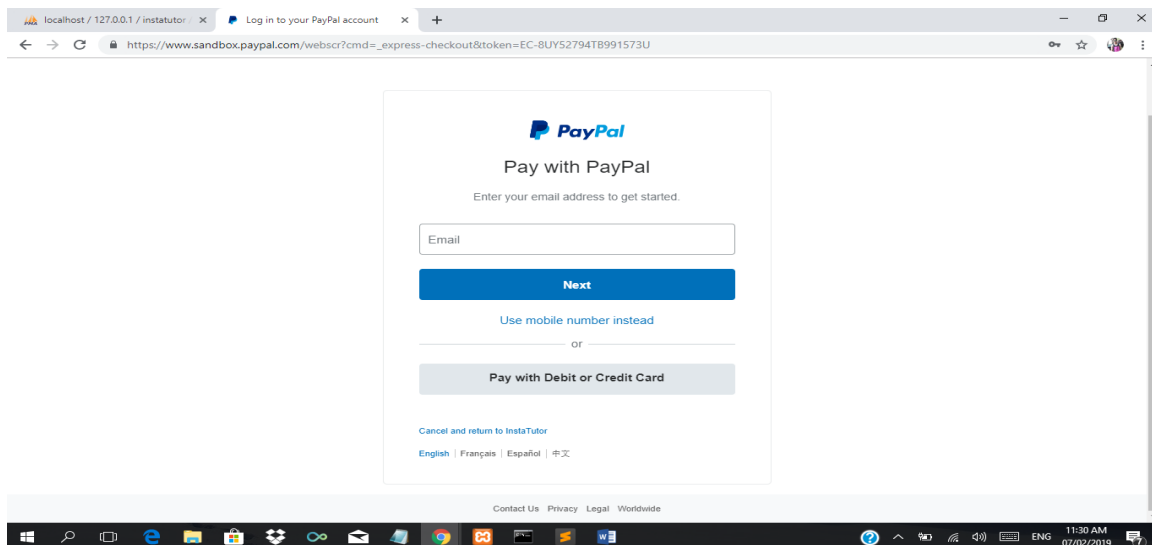 localhost / 127.0.0.1 / instatutor /
Log in to your PayPal account
https://www.sandbox.paypal.com/webscr?cmd=_express-checkout&token=EC-8UY52794TB991573U
PayPal
Pay with PayPal
Enter your email address to get started.
Email
Next
Use mobile number instead
or
Pay with Debit or Credit Card
Cancel and return to InstaTutor
English | Français | Español | 中文
Contact Us Privacy Legal Worldwide
ENG
11:30 AM
07/02/2019